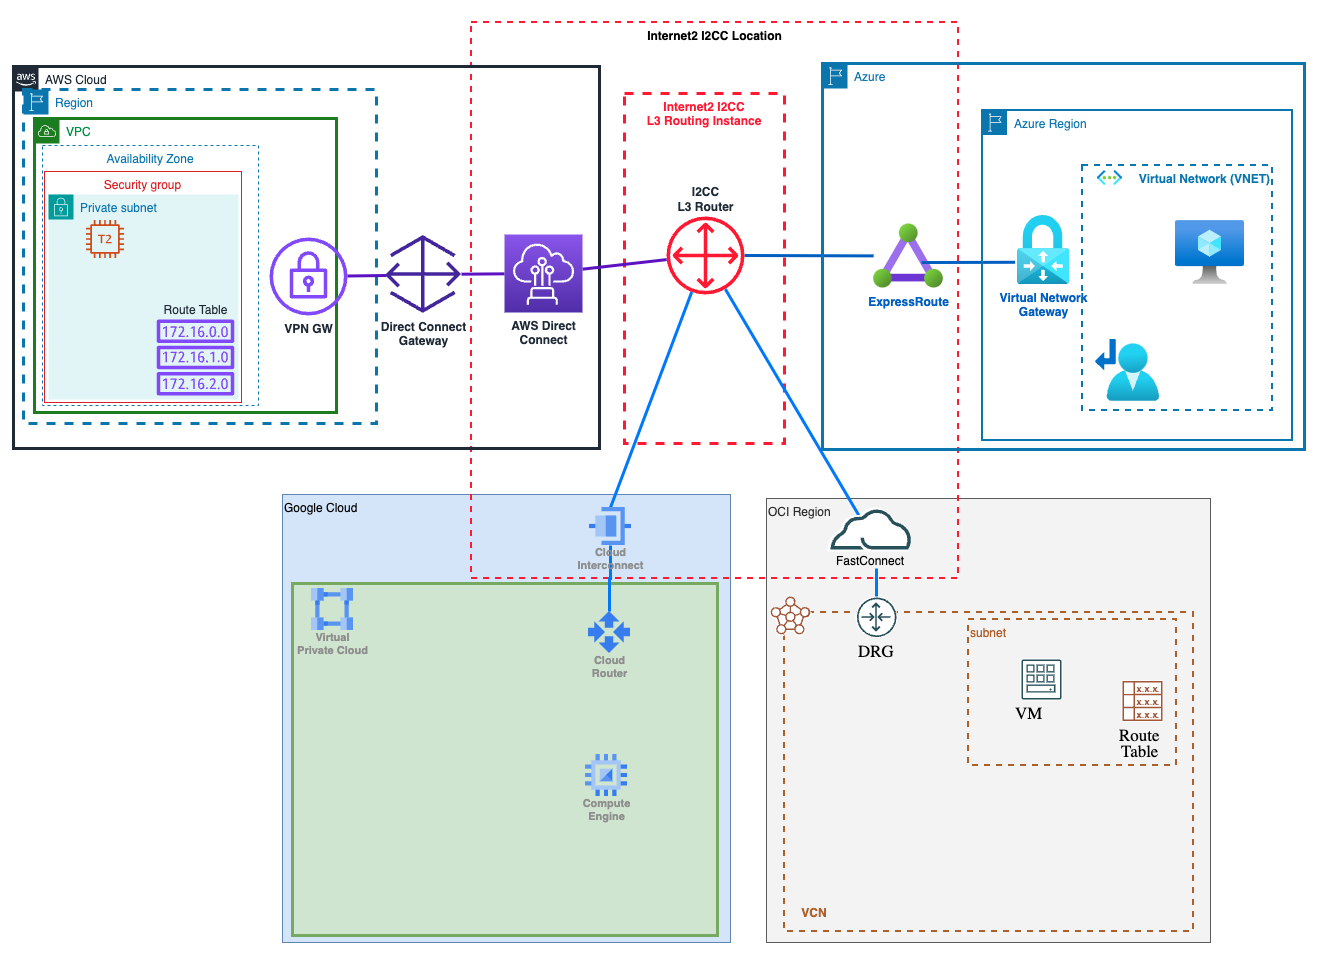 Internet2 I2CC Location
aws
AWS Cloud
Region
VPC
Availability Zone
Security group
Private subnet
T2
Route Table
172.16.0.0
172.16.1.0
172.16.2.0
VPN GW
Direct Connect
Gateway
AWS Direct
Connect
Internet2 I2CC
L3 Routing Instance
I2CC
L3 Router
Azure
ExpressRoute
Azure Region
Virtual Network (VNET)
Virtual Network
Gateway
Google Cloud
Cloud
Interconnect
Virtual
Private Cloud
Cloud
Router
Compute
Engine
OCI Region
FastConnect
DRG
subnet
VM
x.x.x.
x.x.x.
x.x.x.
Route
Table
VCN